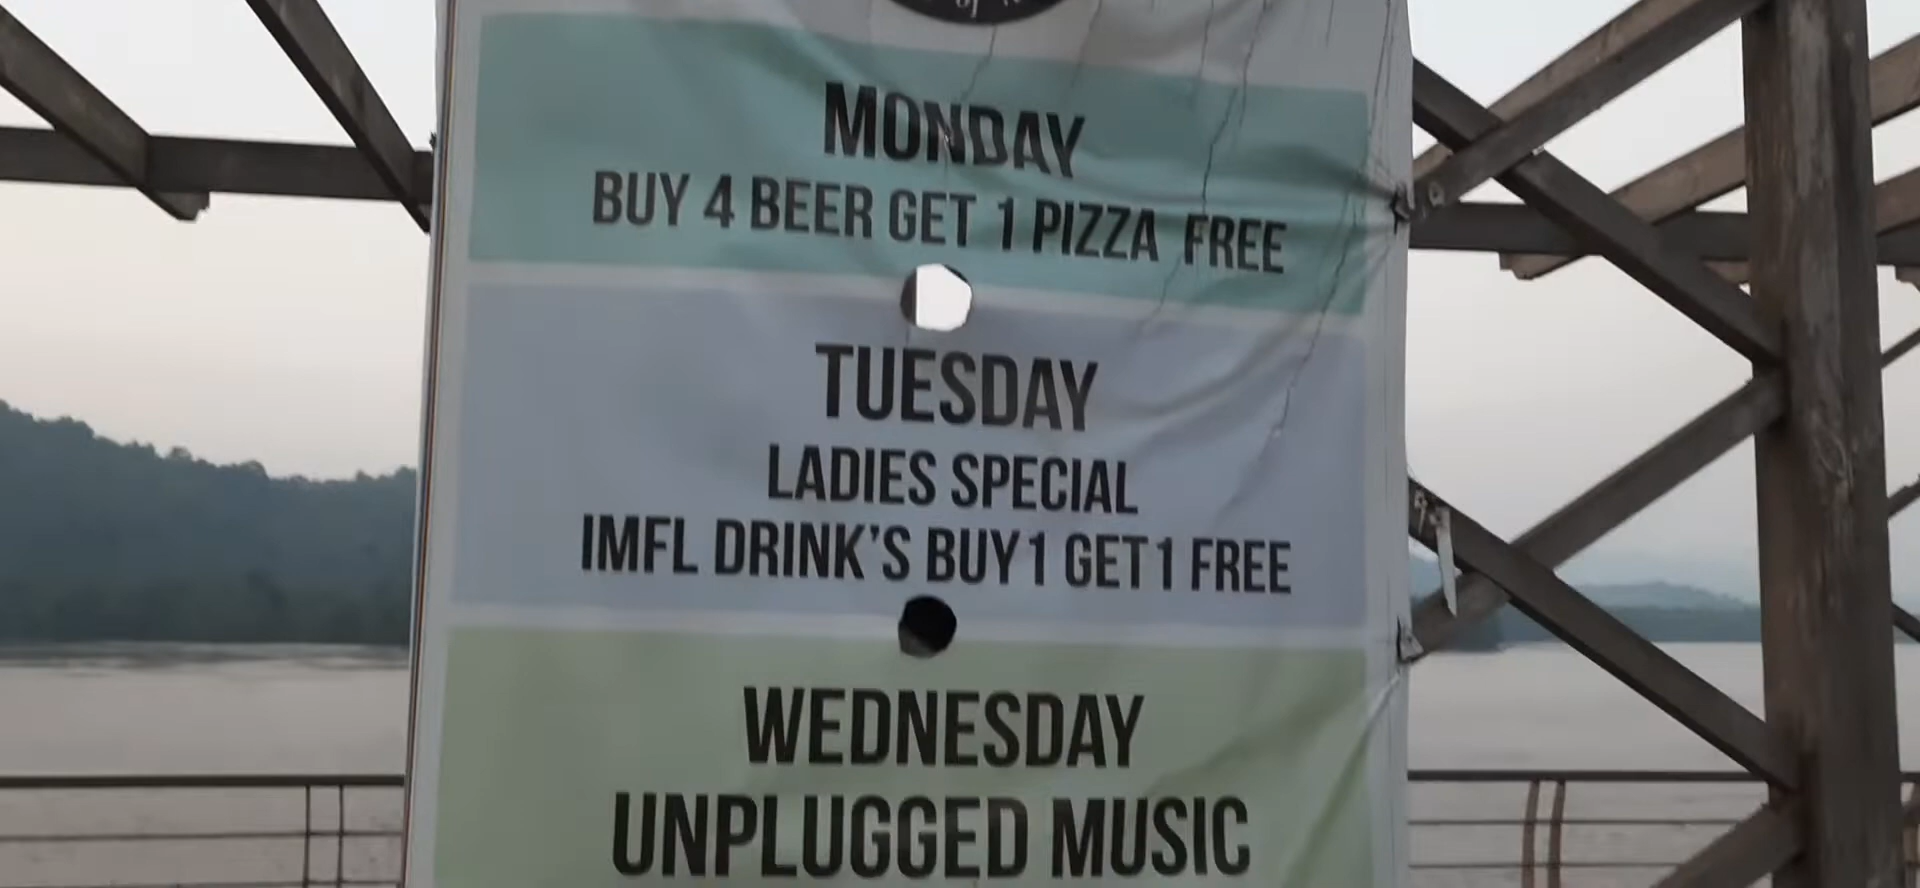 MONDAY
BUY 4 BEER GET 1 PIZZA FREE
TUESDAY
LADIES SPECIAL
IMFL DRINK'S BUY 1 GET 1 FREE
WEDNESDAY
UNPLUGGED MUSIC